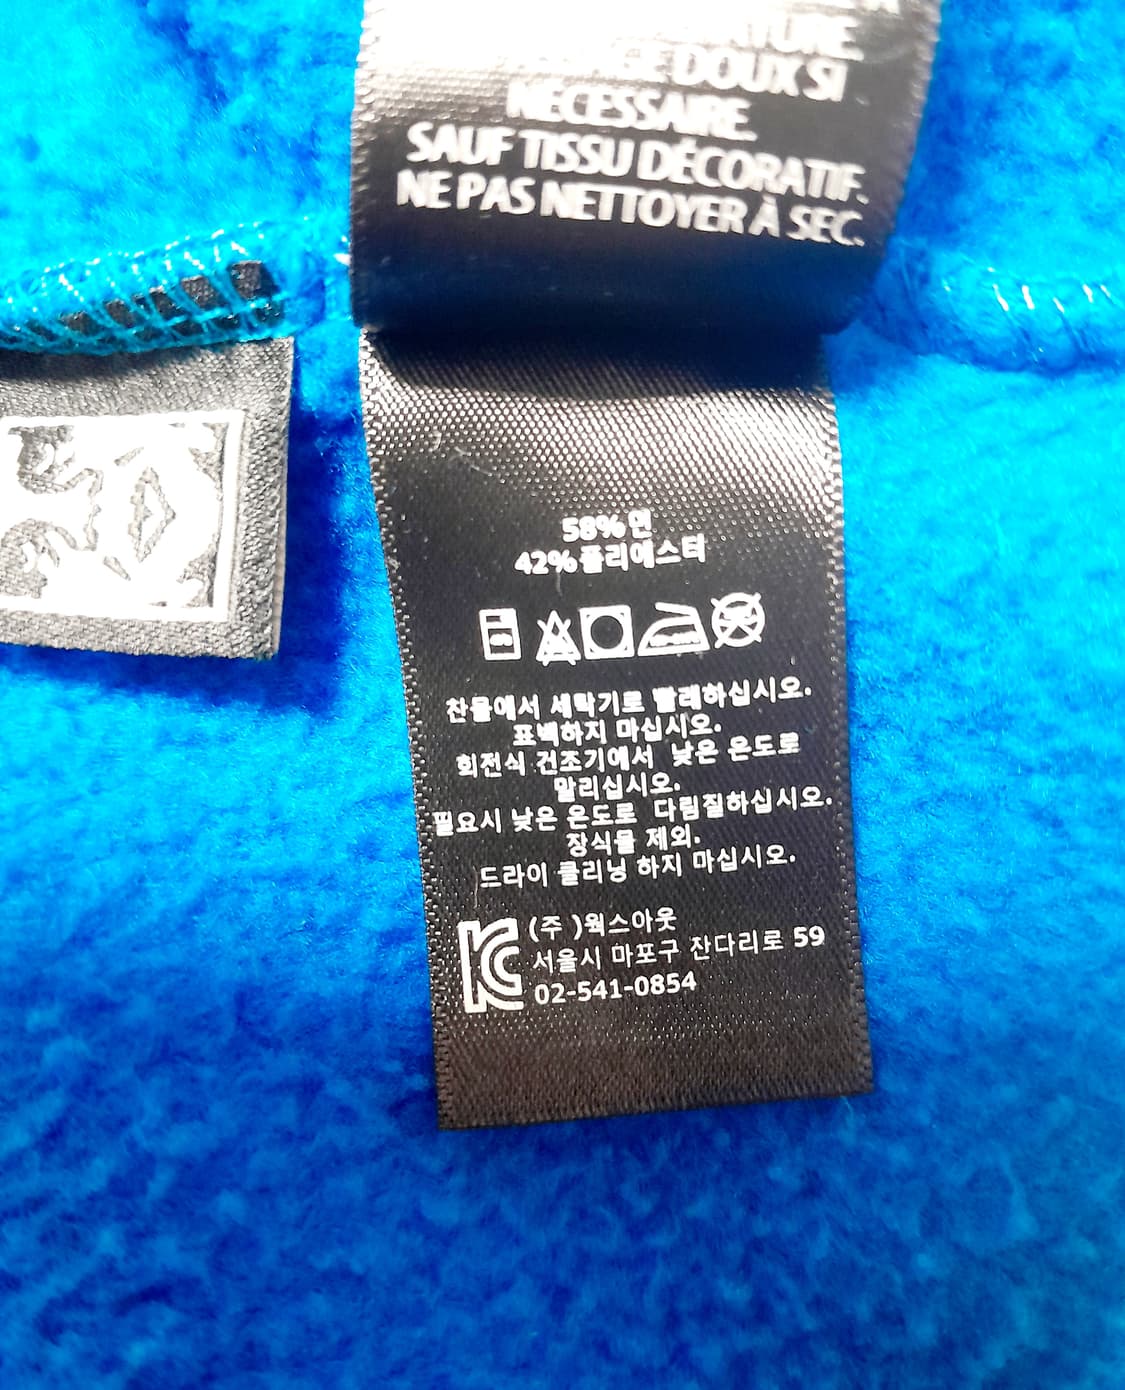 DOUX SI
NÉCESSAIRE.
SAUF TISSU DÉCORATIF.
NE PAS NETTOYER À SEC.
58% 면
42% 폴리에스터
찬물에서 세탁기로 빨래하십시오.
표백하지 마십시오.
회전식 건조기에서 낮은 온도로
말리십시오.
필요시 낮은 온도로 다림질하십시오.
장식물 제외.
드라이 클리닝 하지 마십시오.
(주 )웍스아웃
서울시 마포구 잔다리로 59
02-541-0854